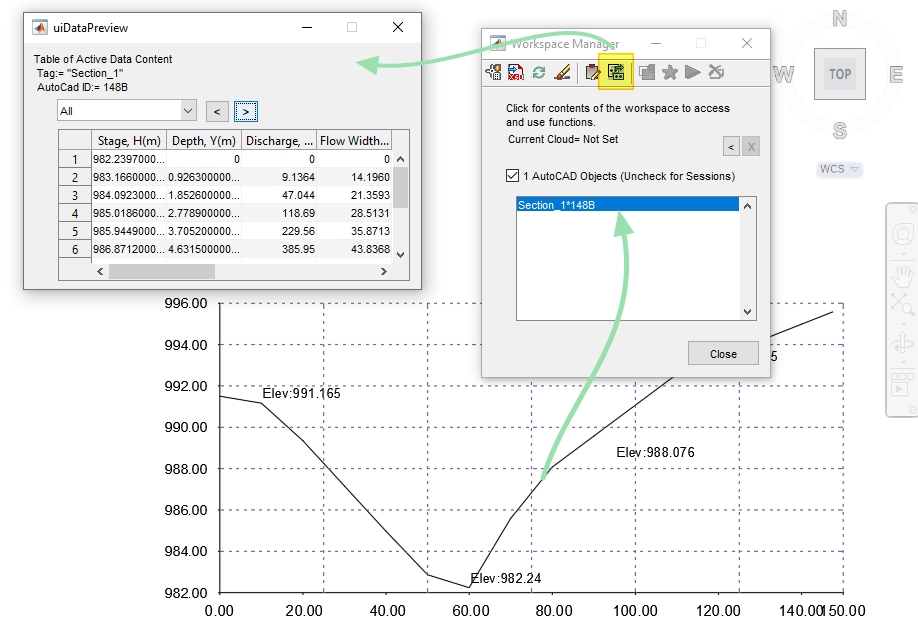 uiDataPreview
Table of Active Data Content
Tag:= "Section_1"
AutoCad ID:= 148B
All
<
>
Stage, H(m) Depth, Y(m) Discharge, ... Flow Width...
1 982.2397000... 0 0 0
2 983.1660000... 0.926300000... 9.1364 14.1960
3 984.0923000... 1.852600000... 47.044 21.3593
4 985.0186000... 2.778900000... 118.69 28.5131
5 985.9449000... 3.705200000... 229.56 35.8713
6 986.8712000... 4.631500000... 385.95 43.8368
Workspace Manager
Click for contents of the workspace to access
and use functions.
Current Cloud= Not Set
<
X
1 AutoCAD Objects (Uncheck for Sessions)
Section_1*148B
Close
N
W
TOP
E
S
WCS
996.00
994.00
992.00
990.00
988.00
986.00
984.00
982.00
Elev:991.165
Elev:982.24
Elev:988.076
5
0.00 20.00 40.00 60.00 80.00 100.00 120.00 140.00 150.00